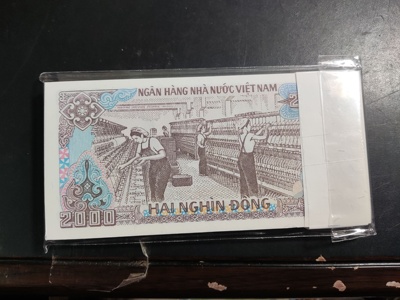 NGÂN HÀNG NHÀ NƯỚC VIỆT NAM
2000
HAI NGHÌN ĐỒNG